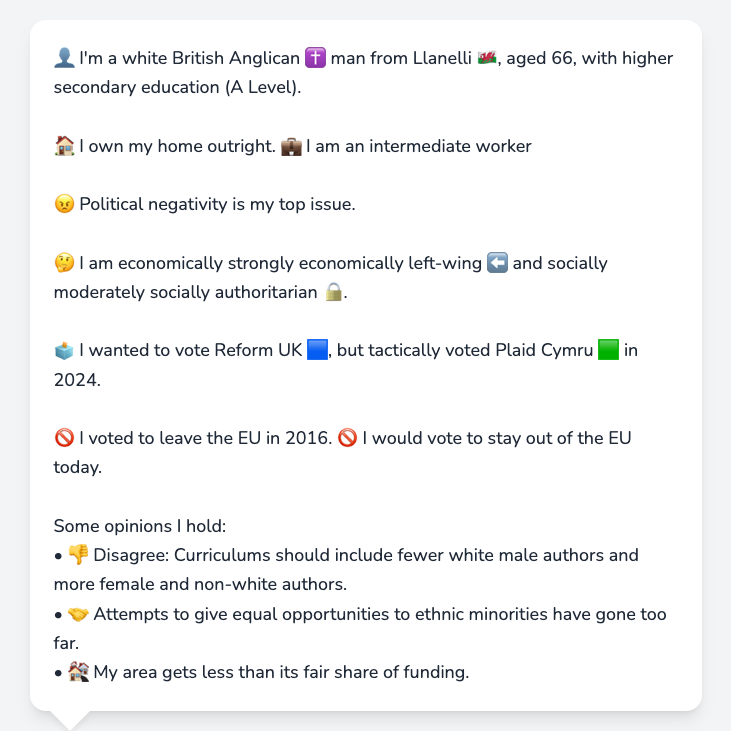 👤 I'm a white British Anglican ✝️ man from Llanelli 🏴󠁧󠁢󠁷󠁬󠁳󠁿, aged 66, with higher
secondary education (A Level).
🏠 I own my home outright. 💼 I am an intermediate worker
😠 Political negativity is my top issue.
🤔 I am economically strongly economically left-wing ⬅️ and socially
moderately socially authoritarian 🔒.
🗳️ I wanted to vote Reform UK 🟦, but tactically voted Plaid Cymru 🟩 in
2024.
🚫 I voted to leave the EU in 2016. 🚫 I would vote to stay out of the EU
today.
Some opinions I hold:
• 👎 Disagree: Curriculums should include fewer white male authors and
more female and non-white authors.
• 🤝 Attempts to give equal opportunities to ethnic minorities have gone too
far.
• 🏚️ My area gets less than its fair share of funding.